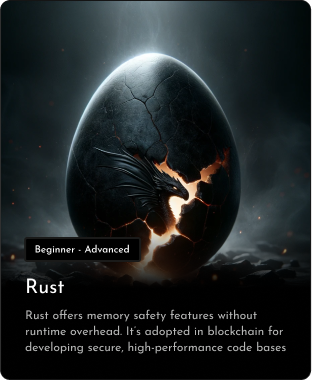 Beginner - Advanced
Rust
Rust offers memory safety features without
runtime overhead. It's adopted in blockchain for
developing secure, high-performance code bases